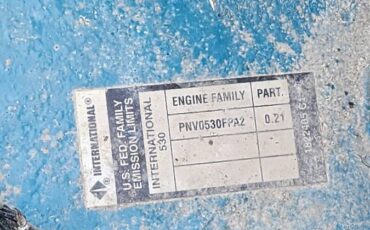 INTERNATIONAL®
U.S. FED. FAMILY
EMISSION LIMITS
INTERNATIONAL
530
ENGINE FAMILY PART.
PNV0530FPA2 0.21